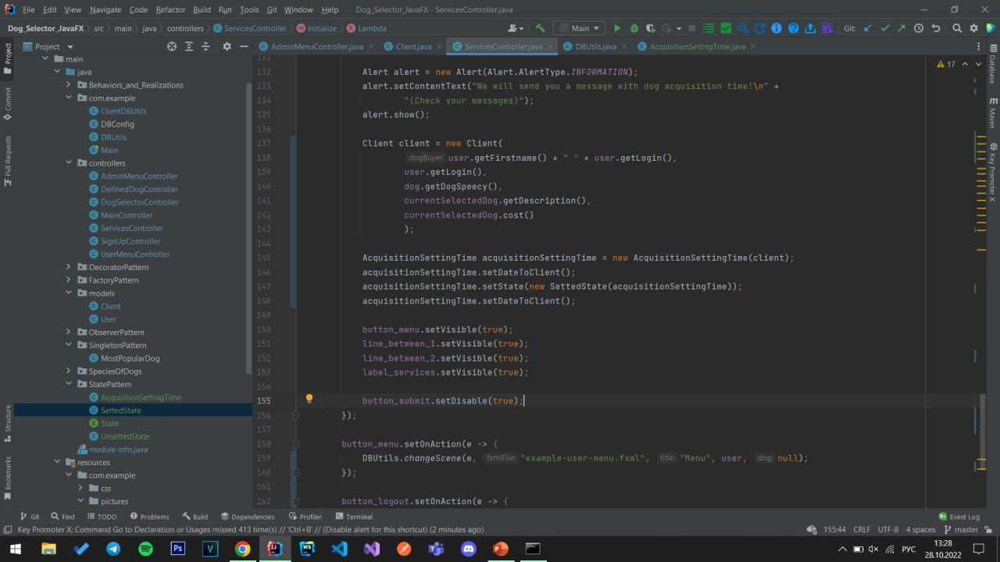 File Edit View Navigate Code Refactor Build Run Tools Git Window Help Dog_Selector_JavaFX - ServicesController.java
Dog_Selector_JavaFX src main java controllers ServicesController initialize Lambda Main Git:
Project AdminMenuController.java Client.java ServicesController.java DBUtils.java AcquisitionSettingTime.java
main
java
Behaviors_and_Realizations
com.example
ClientDBUtils
DBConfig
DBUtils
Main
controllers
AdminMenuController
DefinedDogController
DogSelectorController
MainController
ServicesController
SignUpController
UserMenuController
DecoratorPattern
FactoryPattern
models
Client
User
ObserverPattern
SingletonPattern
MostPopularDog
SpeciesOfDogs
StatePattern
AcquisitionSettingTime
SettedState
State
UnsettedState
module-info.java
resources
com.example
css
pictures
Project
Commit
Pull Requests
Structure
Bookmarks
131
132 Alert alert = new Alert(Alert.AlertType.INFORMATION);
133 alert.setContentText("We will send you a message with dog acquisition time!\n" +
134 "(Check your messages)");
135 alert.show();
136
137 Client client = new Client(
138 dogBuyer: user.getFirstname() + " " + user.getLogin(),
139 user.getLogin(),
140 dog.getDogSpeecy(),
141 currentSelectedDog.getDescription(),
142 currentSelectedDog.cost()
143 );
144
145 AcquisitionSettingTime acquisitionSettingTime = new AcquisitionSettingTime(client);
146 acquisitionSettingTime.setDateToClient();
147 acquisitionSettingTime.setState(new SettedState(acquisitionSettingTime));
148 acquisitionSettingTime.setDateToClient();
149
150 button_menu.setVisible(true);
151 line_between_1.setVisible(true);
152 line_between_2.setVisible(true);
153 label_services.setVisible(true);
154
155 button_submit.setDisable(true);
156 });
157
158 button_menu.setOnAction(e -> {
159 DBUtils.changeScene(e, fxmlFile: "example-user-menu.fxml", title: "Menu", user, dog: null);
160 });
161
162 button_logout.setOnAction(e -> {
17
Database
Maven
Key Promoter X
Git Find TODO Problems Build Dependencies Profiler Terminal Event Log
Key Promoter X: Command Go to Declaration or Usages missed 413 time(s) // 'Ctrl+B' // (Disable alert for this shortcut) (2 minutes ago) 155:44 CRLF UTF-8 4 spaces master
РУС
13:28
28.10.2022